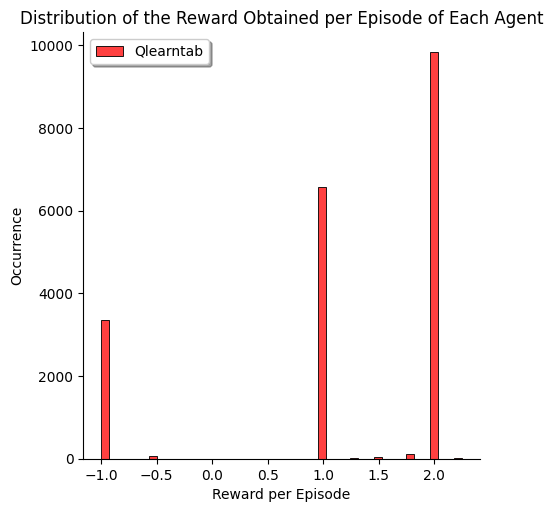 Distribution of the Reward Obtained per Episode of Each Agent
Qlearntab
10000
8000
6000
4000
2000
0
Occurrence
−1.0 −0.5 0.0 0.5 1.0 1.5 2.0
Reward per Episode